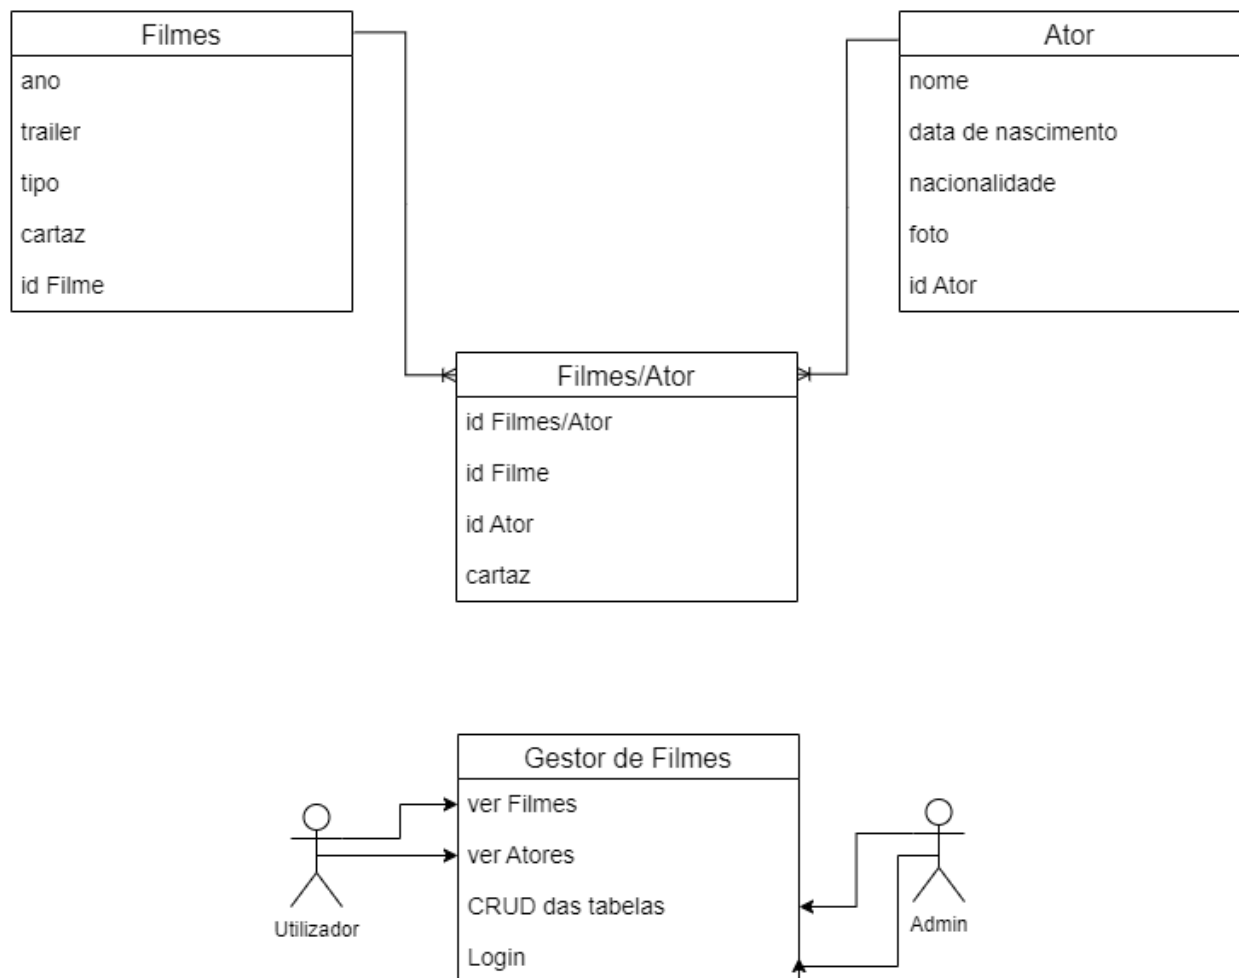 Filmes
ano
trailer
tipo
cartaz
id Filme
Ator
nome
data de nascimento
nacionalidade
foto
id Ator
Filmes/Ator
id Filmes/Ator
id Filme
id Ator
cartaz
Gestor de Filmes
ver Filmes
ver Atores
CRUD das tabelas
Login
Utilizador
Admin